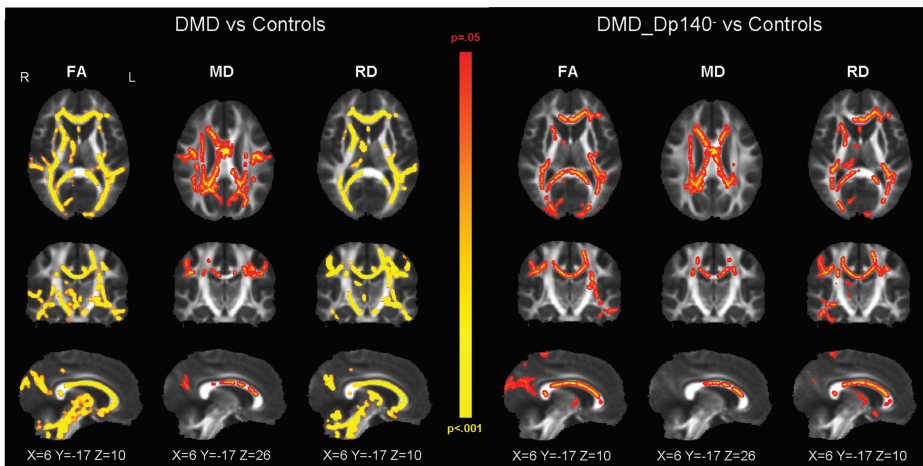 DMD vs Controls
DMD_Dp140⁻ vs Controls
p=.05
R
FA
L
MD
RD
FA
MD
RD
p<.001
X=6 Y=-17 Z=10
X=6 Y=-17 Z=26
X=6 Y=-17 Z=10
X=6 Y=-17 Z=10
X=6 Y=-17 Z=26
X=6 Y=-17 Z=10